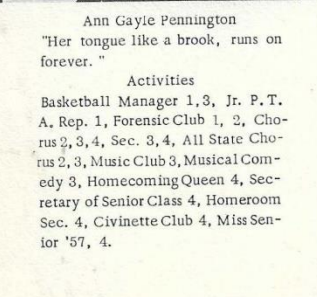 Ann Gayle Pennington
"Her tongue like a brook, runs on
forever. "
Activities
Basketball Manager 1,3, Jr. P. T.
A. Rep. 1, Forensic Club 1, 2, Cho-
rus 2, 3, 4, Sec. 3, 4, All State Cho-
rus 2, 3, Music Club 3, Musical Com-
edy 3, Homecoming Queen 4, Sec-
retary of Senior Class 4, Homeroom
Sec. 4, Civinette Club 4, Miss Sen-
ior '57, 4.